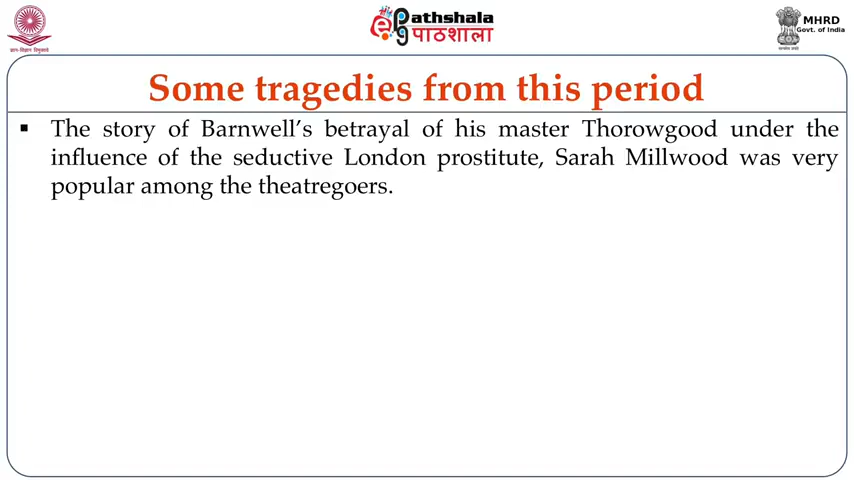 ePathshala
पाठशाला
MHRD
Govt. of India
Some tragedies from this period
▪ The story of Barnwell’s betrayal of his master Thorowgood under the
influence of the seductive London prostitute, Sarah Millwood was very
popular among the theatregoers.